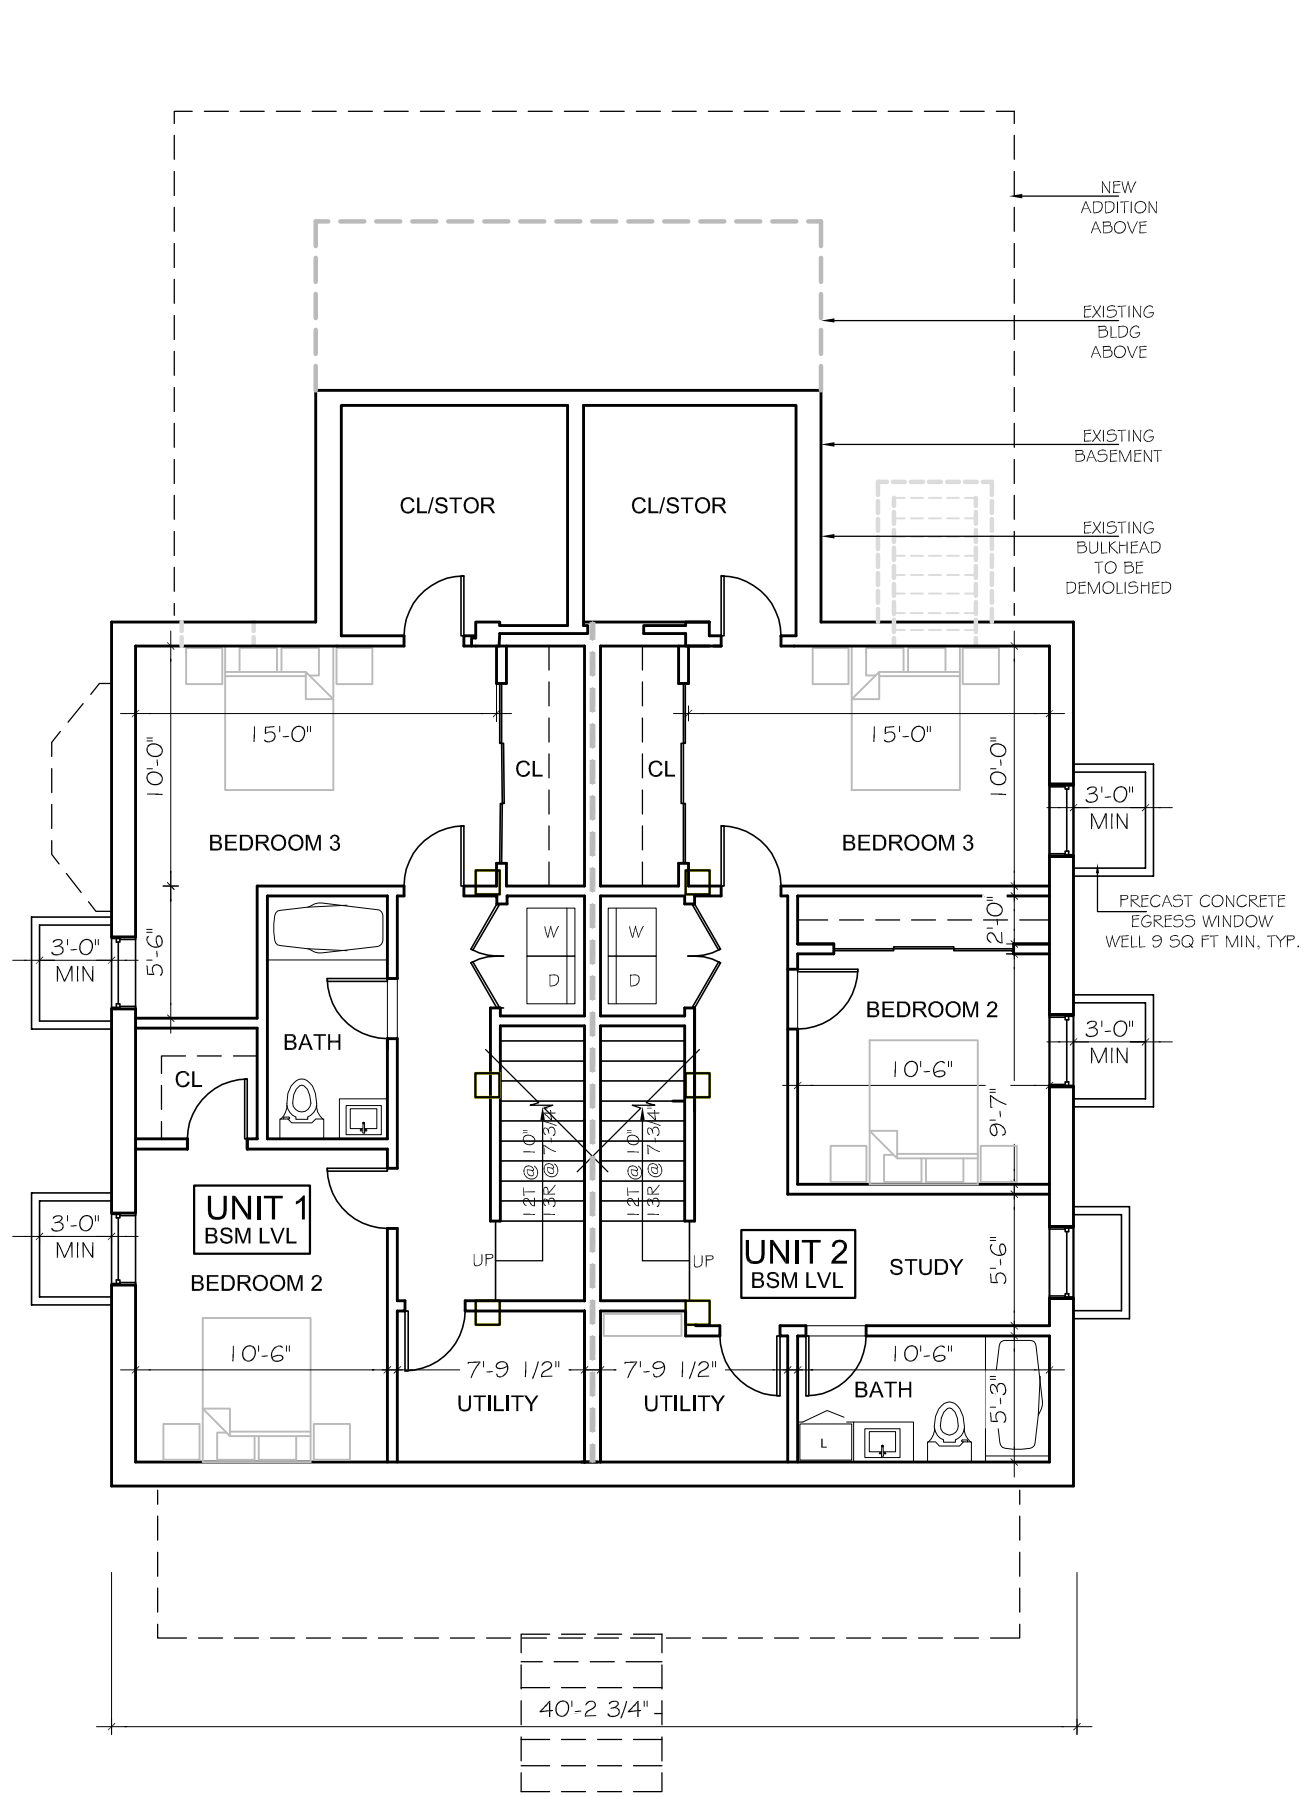 NEW
ADDITION
ABOVE
EXISTING
BLDG
ABOVE
EXISTING
BASEMENT
CL/STOR
CL/STOR
EXISTING
BULKHEAD
TO BE
DEMOLISHED
15'-0"
15'-0"
10'-0"
10'-0"
CL
CL
3'-0"
MIN
BEDROOM 3
BEDROOM 3
PRECAST CONCRETE
EGRESS WINDOW
WELL 9 SQ FT MIN, TYP.
2'-0"
W
W
3'-0"
MIN
5'-6"
D
D
BEDROOM 2
BATH
3'-0"
MIN
CL
10'-6"
9'-7"
12T @ 10"
13R @ 7-3/4"
12T @ 10"
13R @ 7-3/4"
UNIT 1
BSM LVL
3'-0"
MIN
UP
UP
UNIT 2
BSM LVL
STUDY
5'-6"
BEDROOM 2
10'-6"
7'-9 1/2"
7'-9 1/2"
10'-6"
UTILITY
UTILITY
BATH
5'-3"
L
40'-2 3/4"